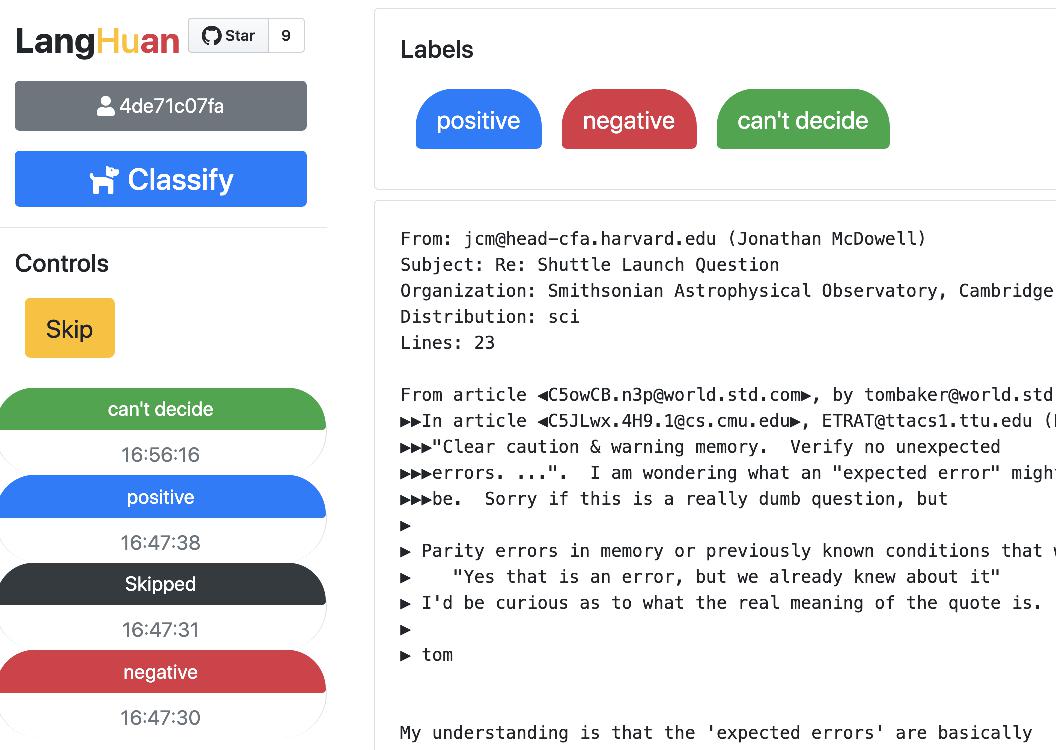 LangHuan
Star 9
4de71c07fa
Classify
Controls
Skip
can't decide
16:56:16
positive
16:47:38
Skipped
16:47:31
negative
16:47:30
Labels
positive negative can't decide
From: jcm@head-cfa.harvard.edu (Jonathan McDowell)
Subject: Re: Shuttle Launch Question
Organization: Smithsonian Astrophysical Observatory, Cambridge
Distribution: sci
Lines: 23
From article ◀C5owCB.n3p@world.std.com▶, by tombaker@world.std
▶▶In article ◀C5JLwx.4H9.1@cs.cmu.edu▶, ETRAT@ttacs1.ttu.edu (
▶▶▶"Clear caution & warning memory.  Verify no unexpected
▶▶▶errors. ...".  I am wondering what an "expected error" might
▶▶▶be.  Sorry if this is a really dumb question, but
▶
▶ Parity errors in memory or previously known conditions that
▶    "Yes that is an error, but we already knew about it"
▶ I'd be curious as to what the real meaning of the quote is.
▶
▶ tom
My understanding is that the 'expected errors' are basically